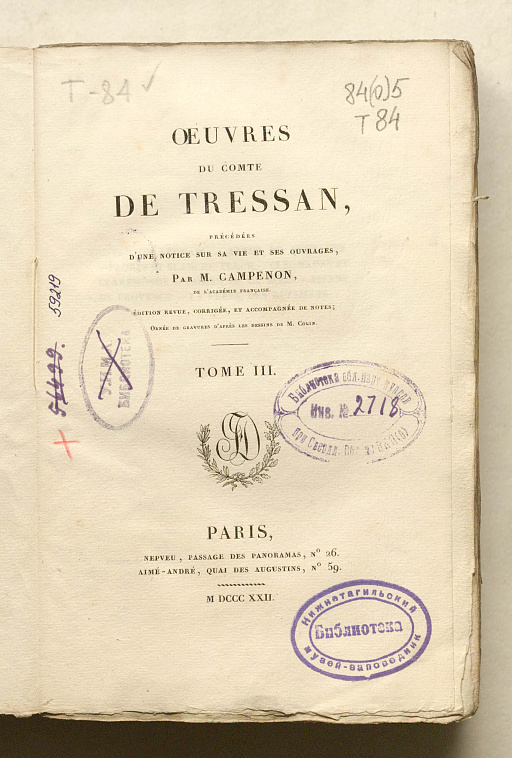 T-84 ✓
84(0)5
T 84
ŒUVRES
DU COMTE
DE TRESSAN,
PRÉCÉDÉES
D'UNE NOTICE SUR SA VIE ET SES OUVRAGES,
PAR M. CAMPENON,
DE L'ACADÉMIE FRANÇAISE.
ÉDITION REVUE, CORRIGÉE, ET ACCOMPAGNÉE DE NOTES;
ORNÉE DE GRAVURES D'APRÈS LES DESSINS DE M. COLIN.
59219
БИБЛИОТЕКА
TOME III.
Библиотека
Инв. № 2718
PARIS,
NEPVEU, PASSAGE DES PANORAMAS, N° 26.
AIMÉ-ANDRÉ, QUAI DES AUGUSTINS, N° 59.
M DCCC XXII.
Нижнетагильский
Библиотека
музей-заповедник